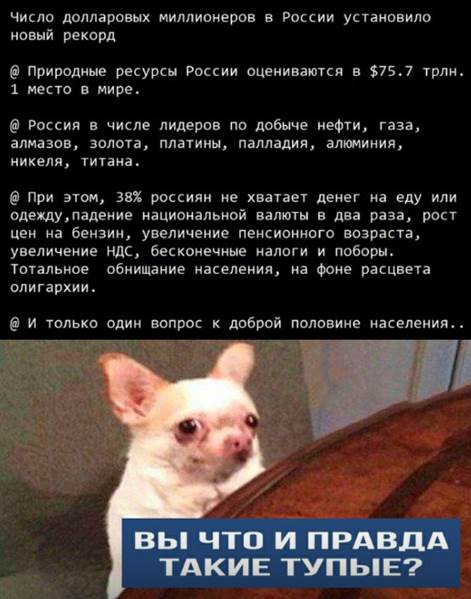 Число долларовых миллионеров в России установило
новый рекорд
@ Природные ресурсы России оцениваются в $75.7 трлн.
1 место в мире.
@ Россия в числе лидеров по добыче нефти, газа,
алмазов, золота, платины, палладия, алюминия,
никеля, титана.
@ При этом, 38% россиян не хватает денег на еду или
одежду,падение национальной валюты в два раза, рост
цен на бензин, увеличение пенсионного возраста,
увеличение НДС, бесконечные налоги и поборы.
Тотальное обнищание населения, на фоне расцвета
олигархии.
@ И только один вопрос к доброй половине населения..
ВЫ ЧТО И ПРАВДА
ТАКИЕ ТУПЫЕ?